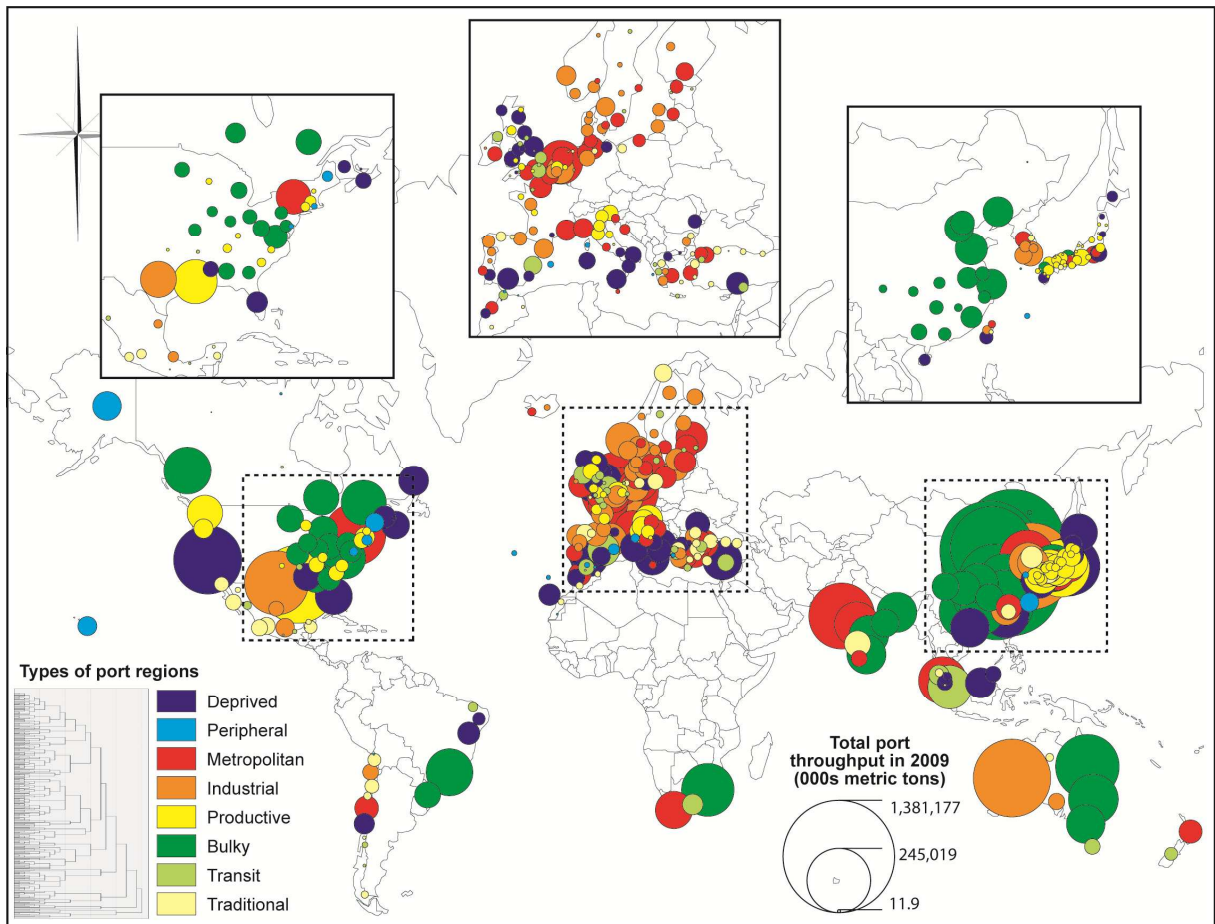 Types of port regions
Deprived
Peripheral
Metropolitan
Industrial
Productive
Bulky
Transit
Traditional
Total port
throughput in 2009
(000s metric tons)
1,381,177
245,019
11.9